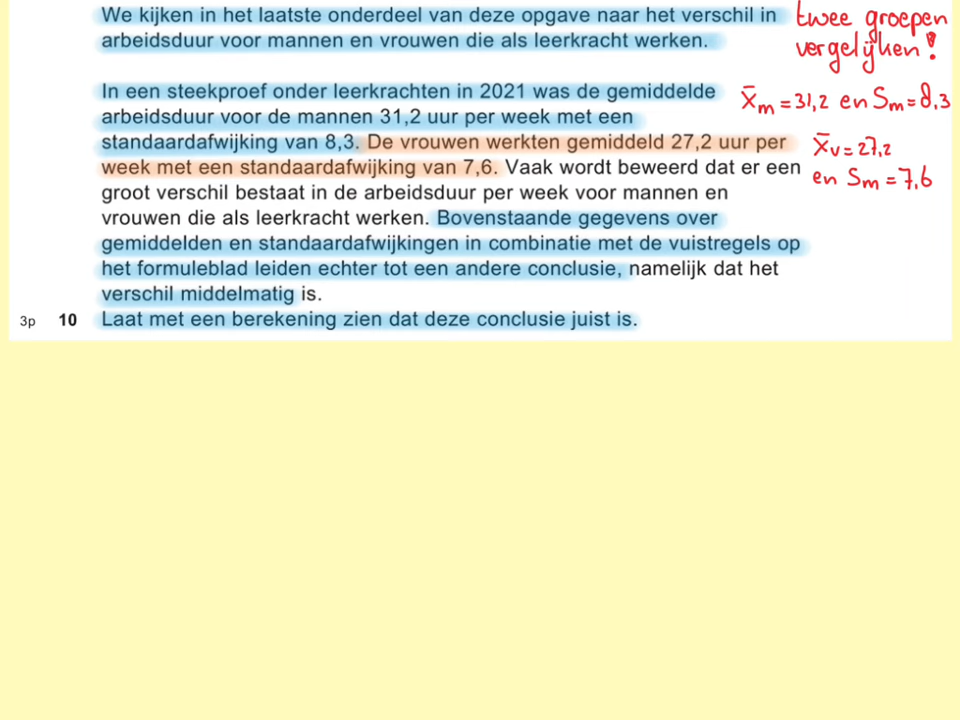 We kijken in het laatste onderdeel van deze opgave naar het verschil in
arbeidsduur voor mannen en vrouwen die als leerkracht werken.
twee groepen
vergelijken!
In een steekproef onder leerkrachten in 2021 was de gemiddelde
arbeidsduur voor de mannen 31,2 uur per week met een
standaardafwijking van 8,3. De vrouwen werkten gemiddeld 27,2 uur per
week met een standaardafwijking van 7,6. Vaak wordt beweerd dat er een
groot verschil bestaat in de arbeidsduur per week voor mannen en
vrouwen die als leerkracht werken. Bovenstaande gegevens over
gemiddelden en standaardafwijkingen in combinatie met de vuistregels op
het formuleblad leiden echter tot een andere conclusie, namelijk dat het
verschil middelmatig is.
x̄m = 31,2 en Sm = 8,3
x̄v = 27,2
en Sm = 7,6
3p 10 Laat met een berekening zien dat deze conclusie juist is.